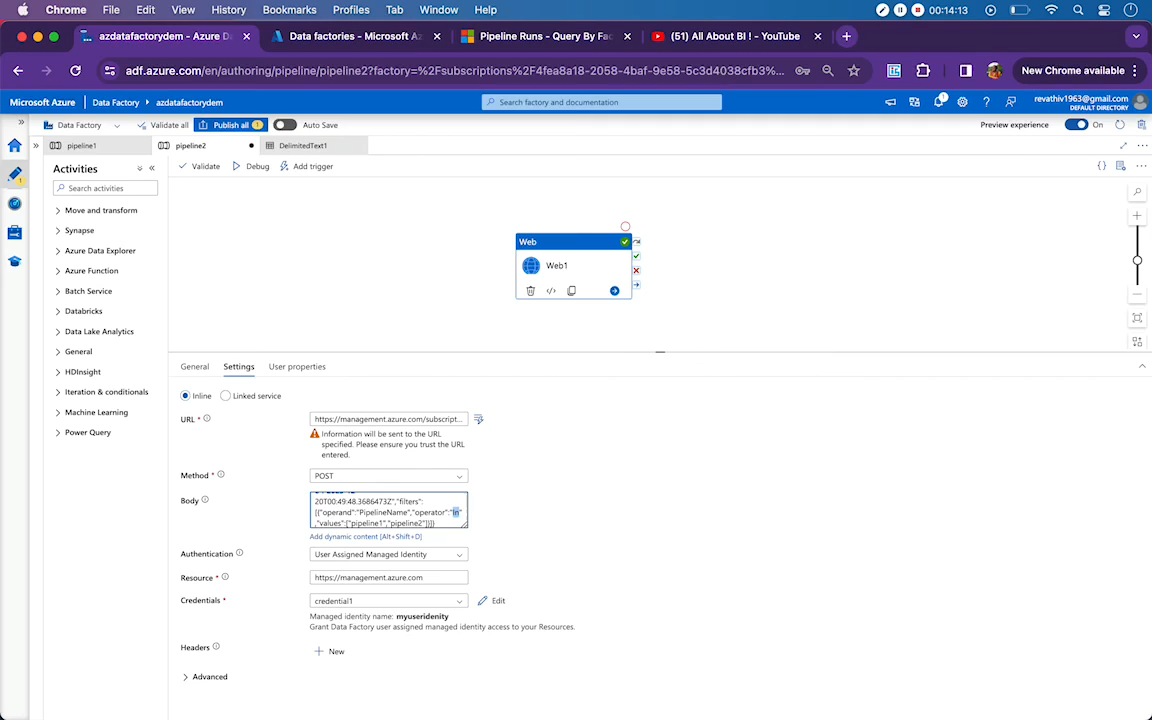 Chrome File Edit View History Bookmarks Profiles Tab Window Help 00:14:13
azdatafactorydem - Azure D Data factories - Microsoft Az Pipeline Runs - Query By Fac (51) All About BI ! - YouTube
adf.azure.com/en/authoring/pipeline/pipeline2?factory=%2Fsubscriptions%2F4fea8a18-2058-4baf-9e58-5c3d4038cfb3%... New Chrome available
Microsoft Azure Data Factory azdatafactorydem Search factory and documentation 1 revathiv1963@gmail.com
DEFAULT DIRECTORY
Data Factory Validate all Publish all 1 Auto Save Preview experience On
pipeline1 pipeline2 DelimitedText1
Activities Validate Debug Add trigger
Search activities
Move and transform
Synapse
Azure Data Explorer
Azure Function
Batch Service
Databricks
Data Lake Analytics
General
HDInsight
Iteration & conditionals
Machine Learning
Power Query
Web
Web1
General Settings User properties
Inline Linked service
URL * https://management.azure.com/subscript...
Information will be sent to the URL
specified. Please ensure you trust the URL
entered.
Method * POST
Body
20T00:49:48.3686473Z","filters":
[{"operand":"PipelineName","operator":"In"
,"values":["pipeline1","pipeline2"]}]}
Add dynamic content [Alt+Shift+D]
Authentication User Assigned Managed Identity
Resource * https://management.azure.com
Credentials * credential1 Edit
Managed identity name: myuseridenity
Grant Data Factory user assigned managed identity access to your Resources.
Headers New
Advanced